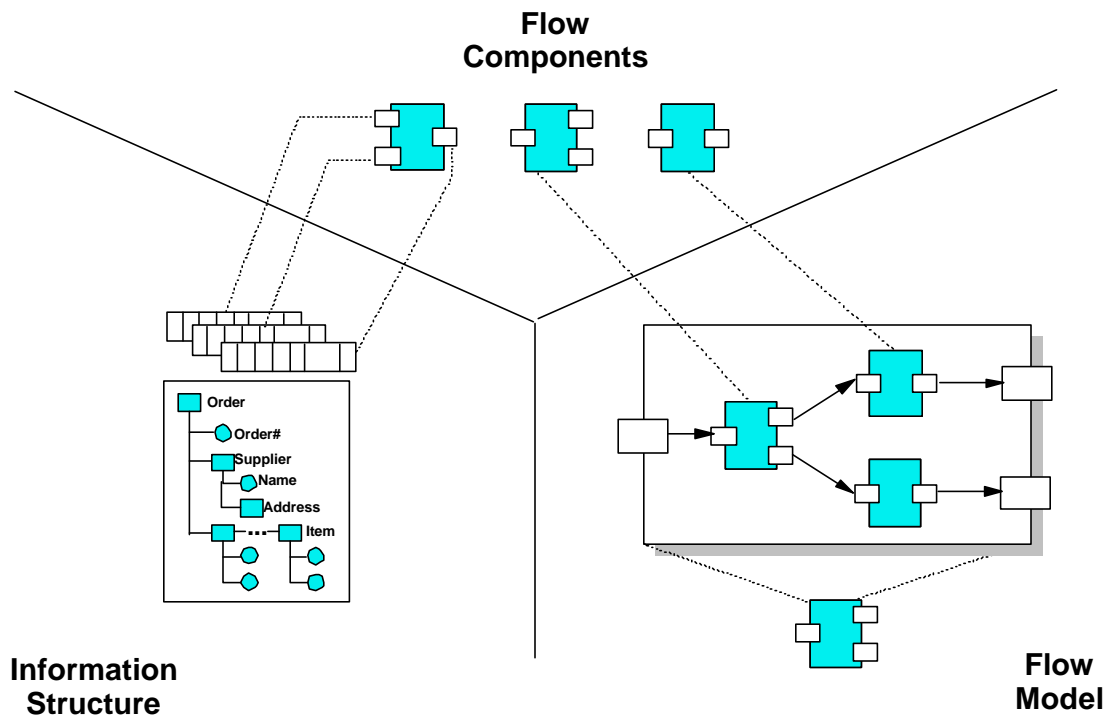 Flow
Components
Order
Order#
Supplier
Name
Address
... Item
Information
Structure
Flow
Model